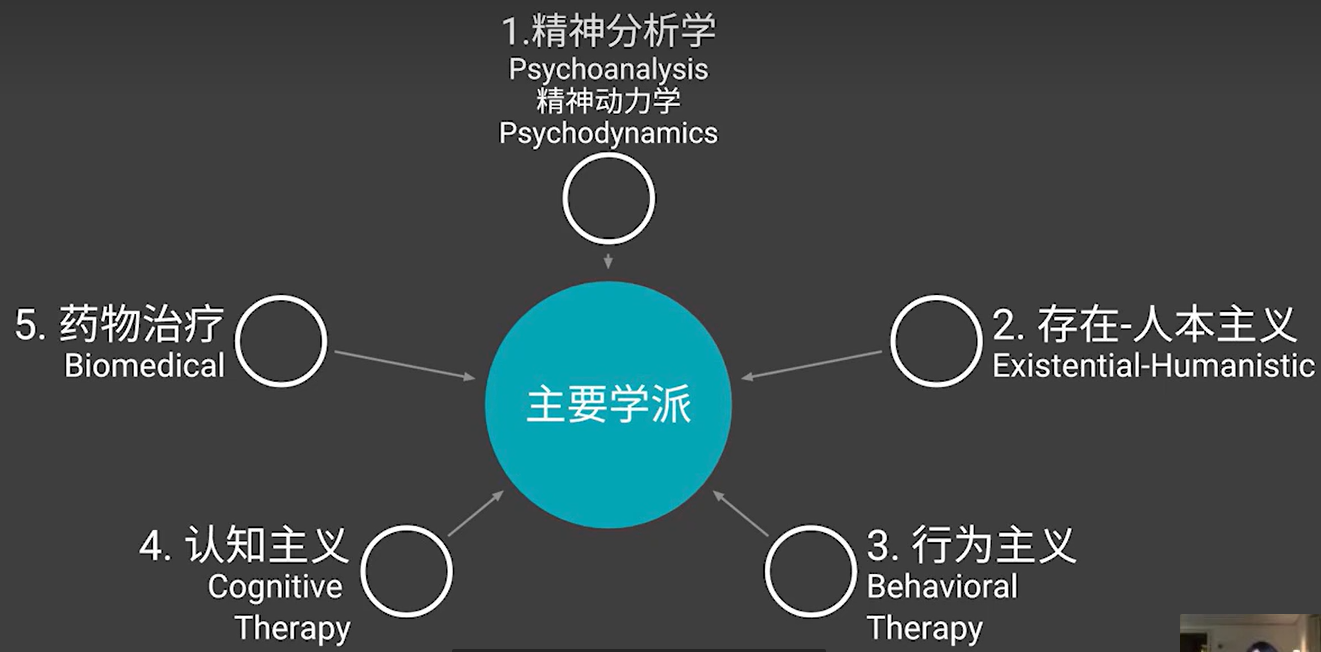 1.精神分析学
Psychoanalysis
精神动力学
Psychodynamics
2. 存在-人本主义
Existential-Humanistic
3. 行为主义
Behavioral
Therapy
4. 认知主义
Cognitive
Therapy
5. 药物治疗
Biomedical
主要学派